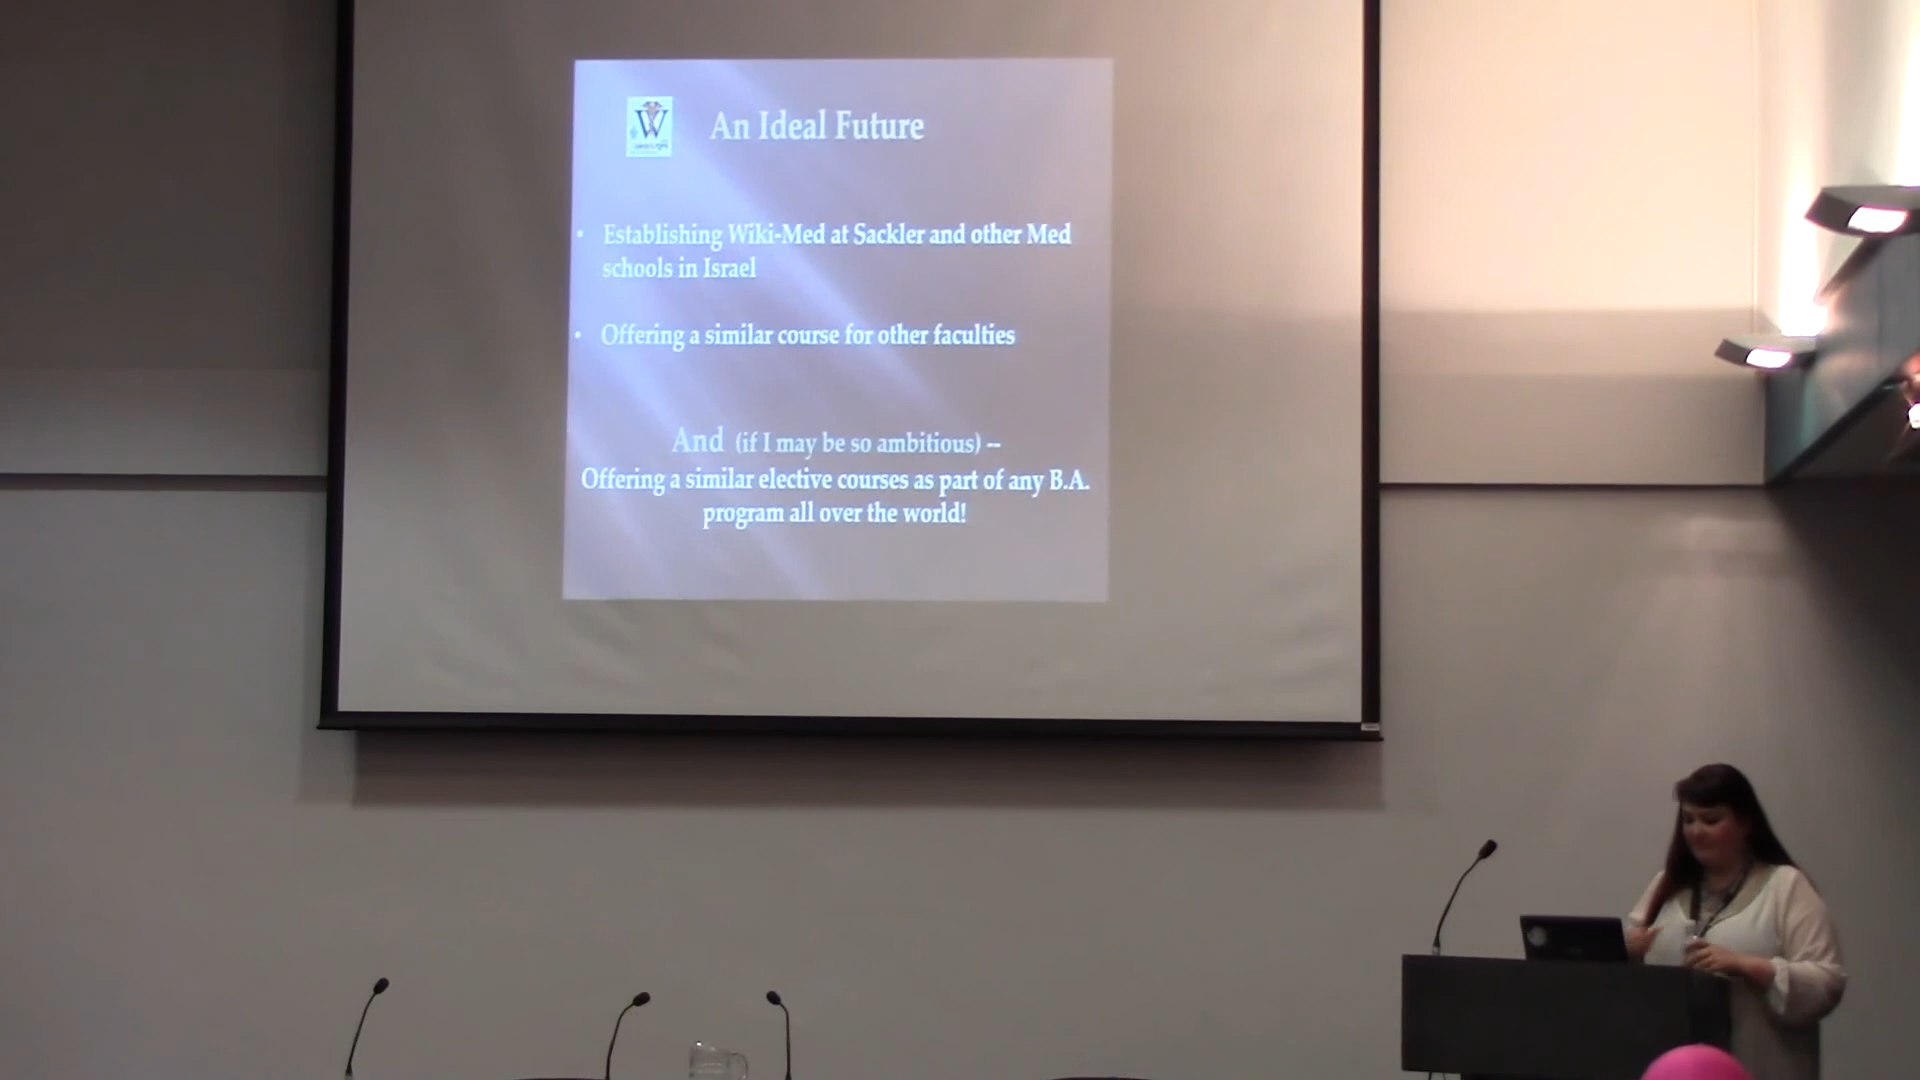 An Ideal Future
• Establishing Wiki-Med at Sackler and other Med
schools in Israel
• Offering a similar course for other faculties
And (if I may be so ambitious) --
Offering a similar elective courses as part of any B.A.
program all over the world!